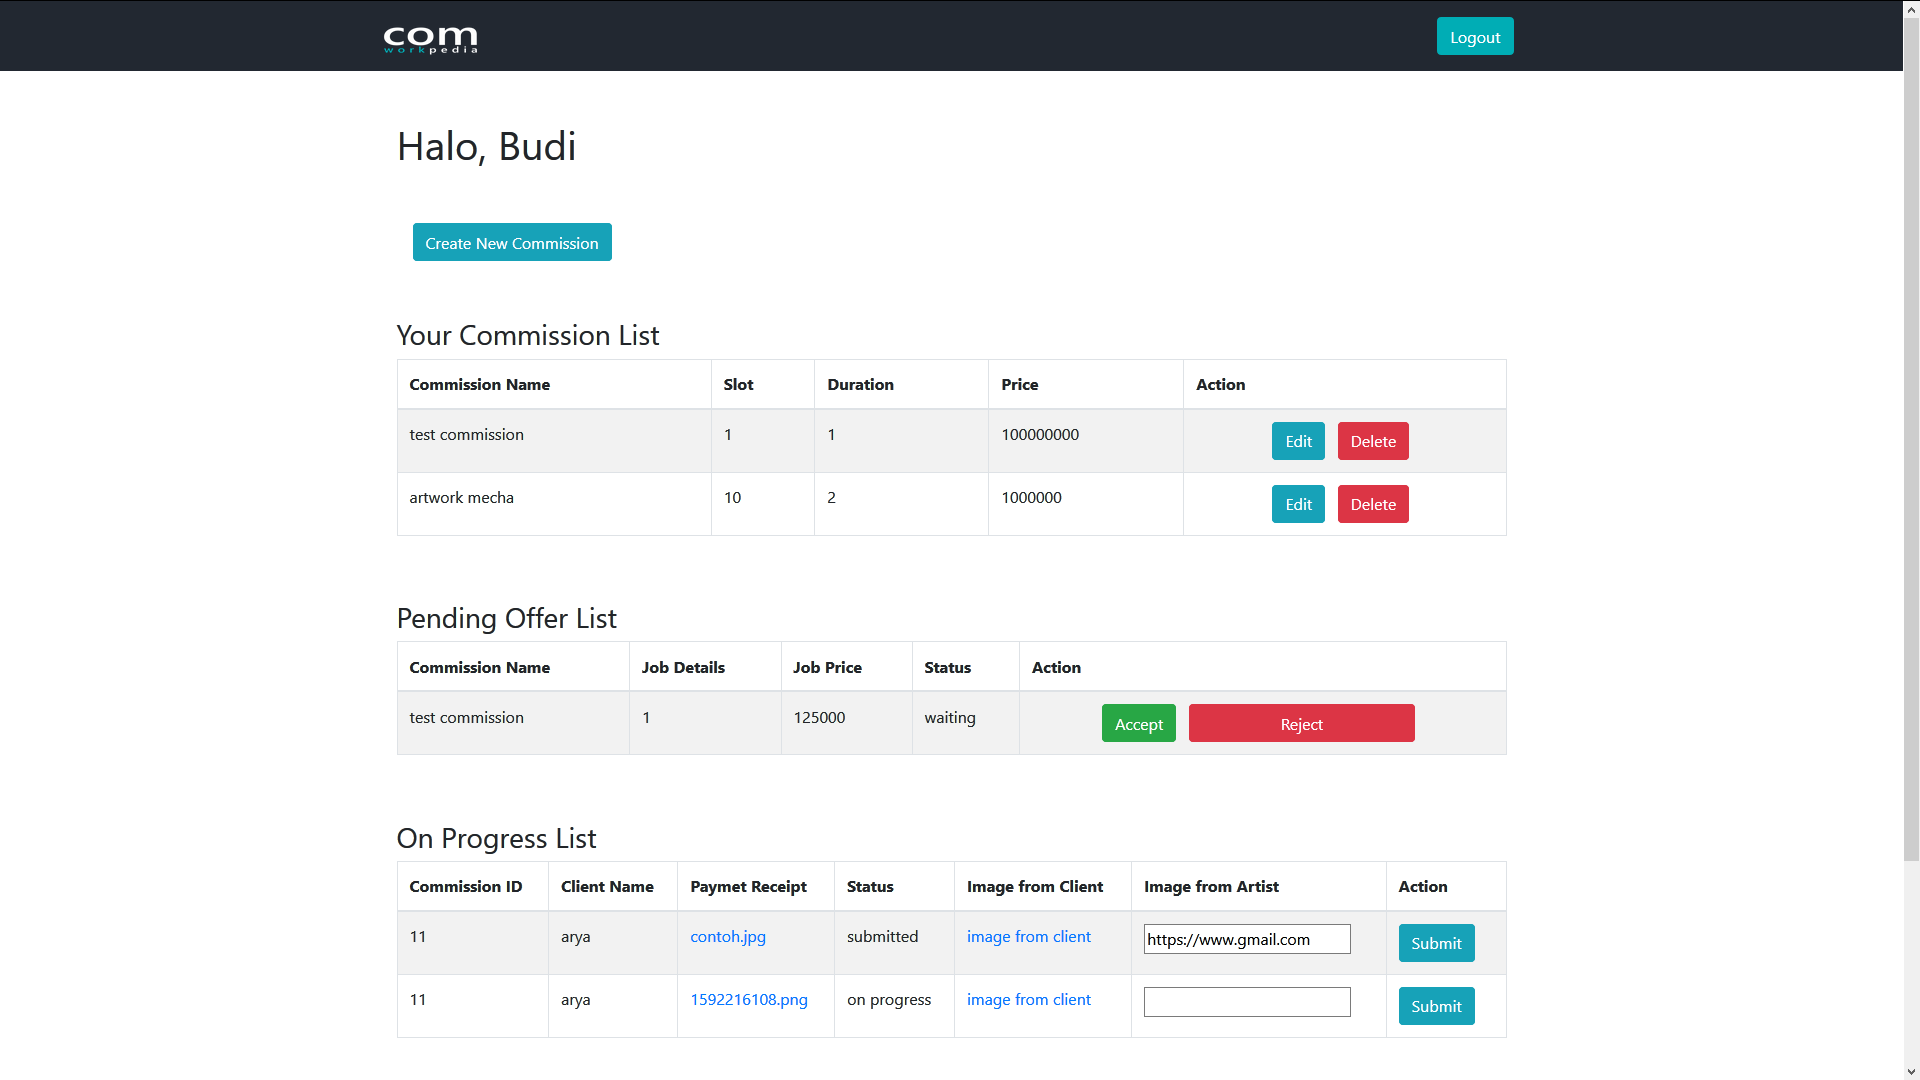 com
workpedia
Logout
Halo, Budi
Create New Commission
Your Commission List
Commission Name Slot Duration Price Action
test commission 1 1 100000000 Edit Delete
artwork mecha 10 2 1000000 Edit Delete
Pending Offer List
Commission Name Job Details Job Price Status Action
test commission 1 125000 waiting Accept Reject
On Progress List
Commission ID Client Name Paymet Receipt Status Image from Client Image from Artist Action
11 arya contoh.jpg submitted image from client https://www.gmail.com Submit
11 arya 1592216108.png on progress image from client Submit